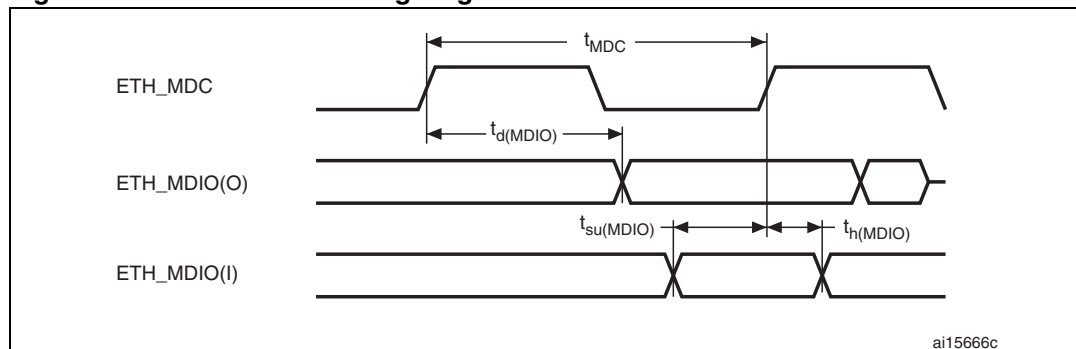 t_MDC
ETH_MDC
t_d(MDIO)
ETH_MDIO(O)
t_su(MDIO)
t_h(MDIO)
ETH_MDIO(I)
ai15666c